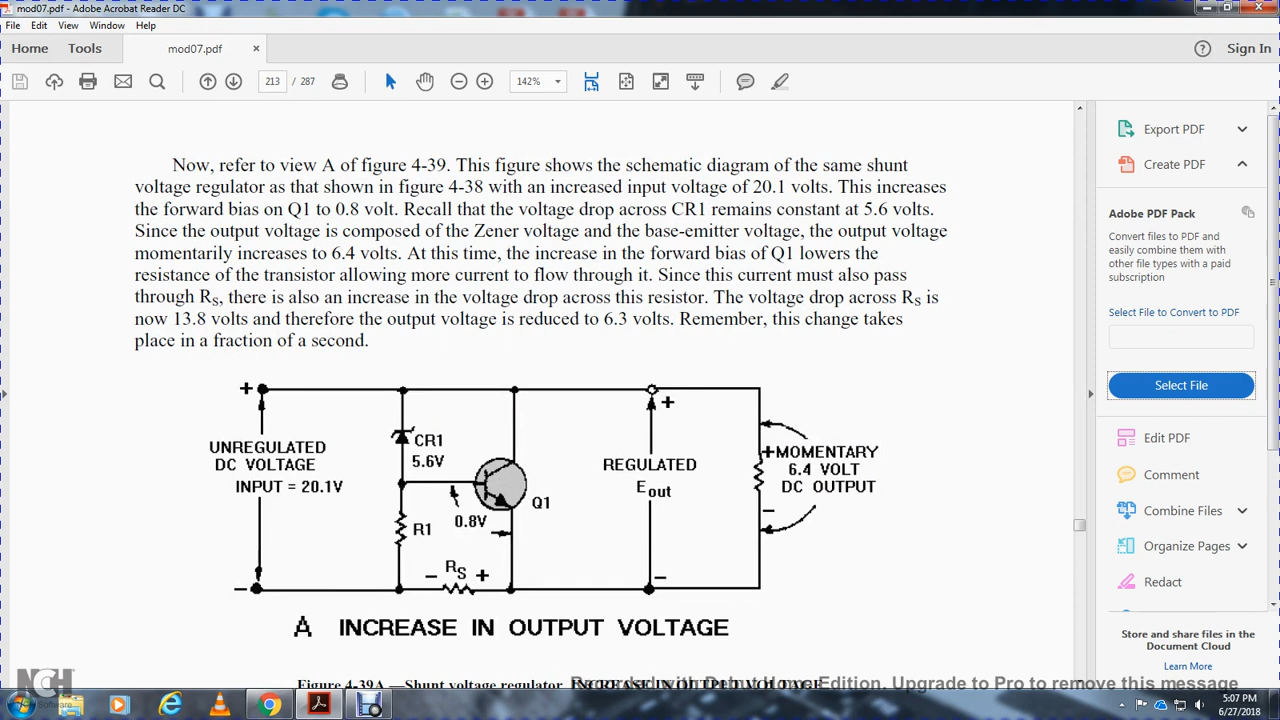 mod07.pdf - Adobe Acrobat Reader DC
File Edit View Window Help
Home Tools mod07.pdf × ? Sign In
213 / 287 142%
Now, refer to view A of figure 4-39. This figure shows the schematic diagram of the same shunt
voltage regulator as that shown in figure 4-38 with an increased input voltage of 20.1 volts. This increases
the forward bias on Q1 to 0.8 volt. Recall that the voltage drop across CR1 remains constant at 5.6 volts.
Since the output voltage is composed of the Zener voltage and the base-emitter voltage, the output voltage
momentarily increases to 6.4 volts. At this time, the increase in the forward bias of Q1 lowers the
resistance of the transistor allowing more current to flow through it. Since this current must also pass
through RS, there is also an increase in the voltage drop across this resistor. The voltage drop across RS is
now 13.8 volts and therefore the output voltage is reduced to 6.3 volts. Remember, this change takes
place in a fraction of a second.
+
UNREGULATED
DC VOLTAGE
INPUT = 20.1V
−
CR1
5.6V
R1
0.8V
Q1
− RS +
+
REGULATED
Eout
−
+MOMENTARY
6.4 VOLT
DC OUTPUT
−
A INCREASE IN OUTPUT VOLTAGE
Figure 4-39A.—Shunt voltage regulator. INCREASE IN OUTPUT VOLTAGE
Export PDF
Create PDF
Adobe PDF Pack
Convert files to PDF and
easily combine them with
other file types with a paid
subscription
Select File to Convert to PDF
Select File
Edit PDF
Comment
Combine Files
Organize Pages
Redact
Store and share files in the
Document Cloud
Learn More
NCH
Software
Edition. Upgrade to Pro to remove this message
5:07 PM
6/27/2018